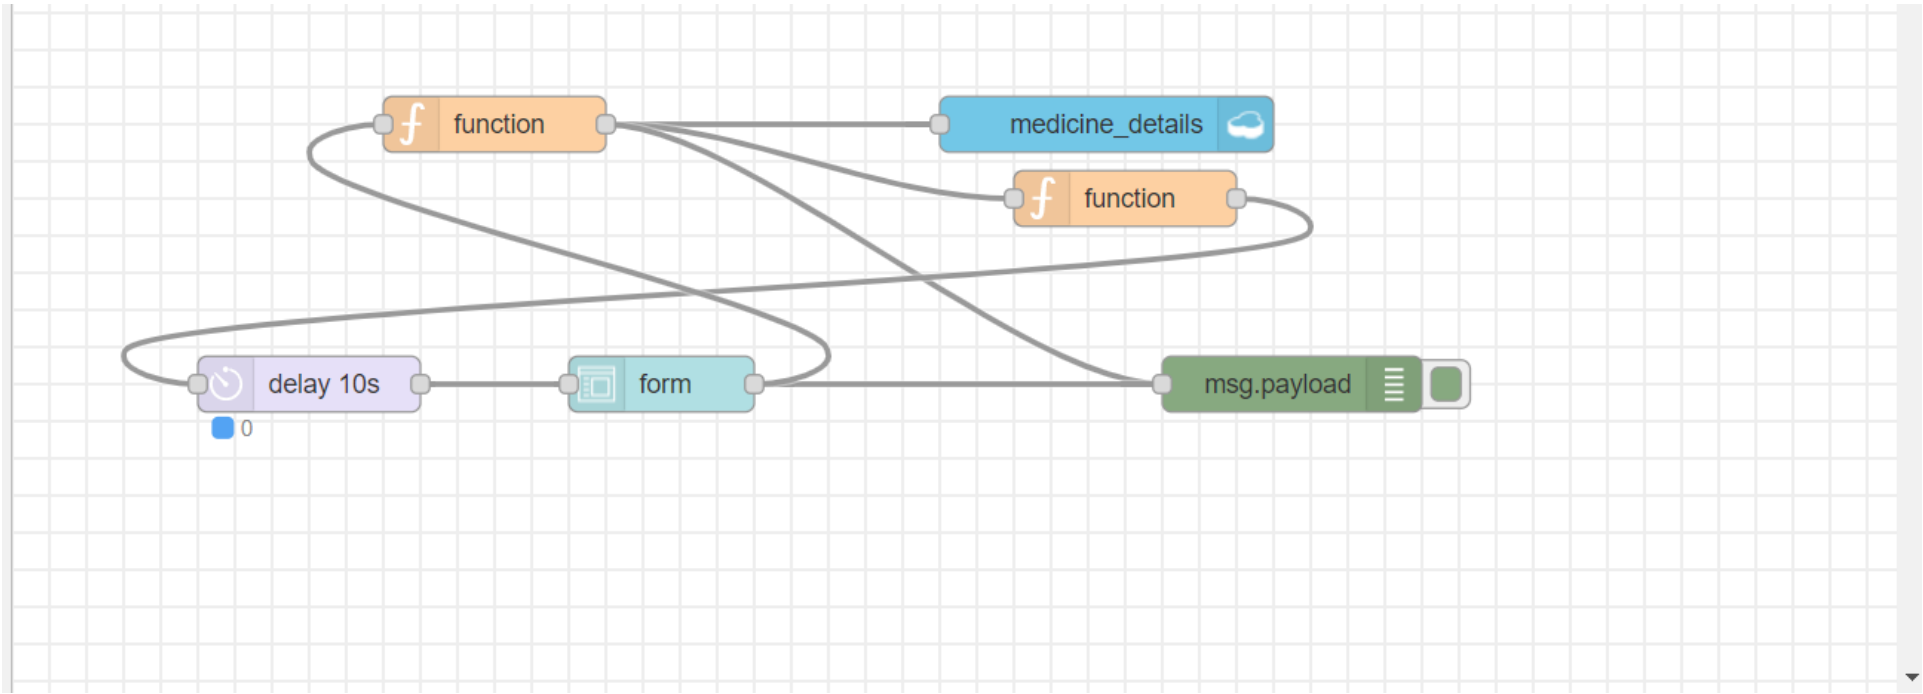 function
medicine_details
function
delay 10s
form
msg.payload
0